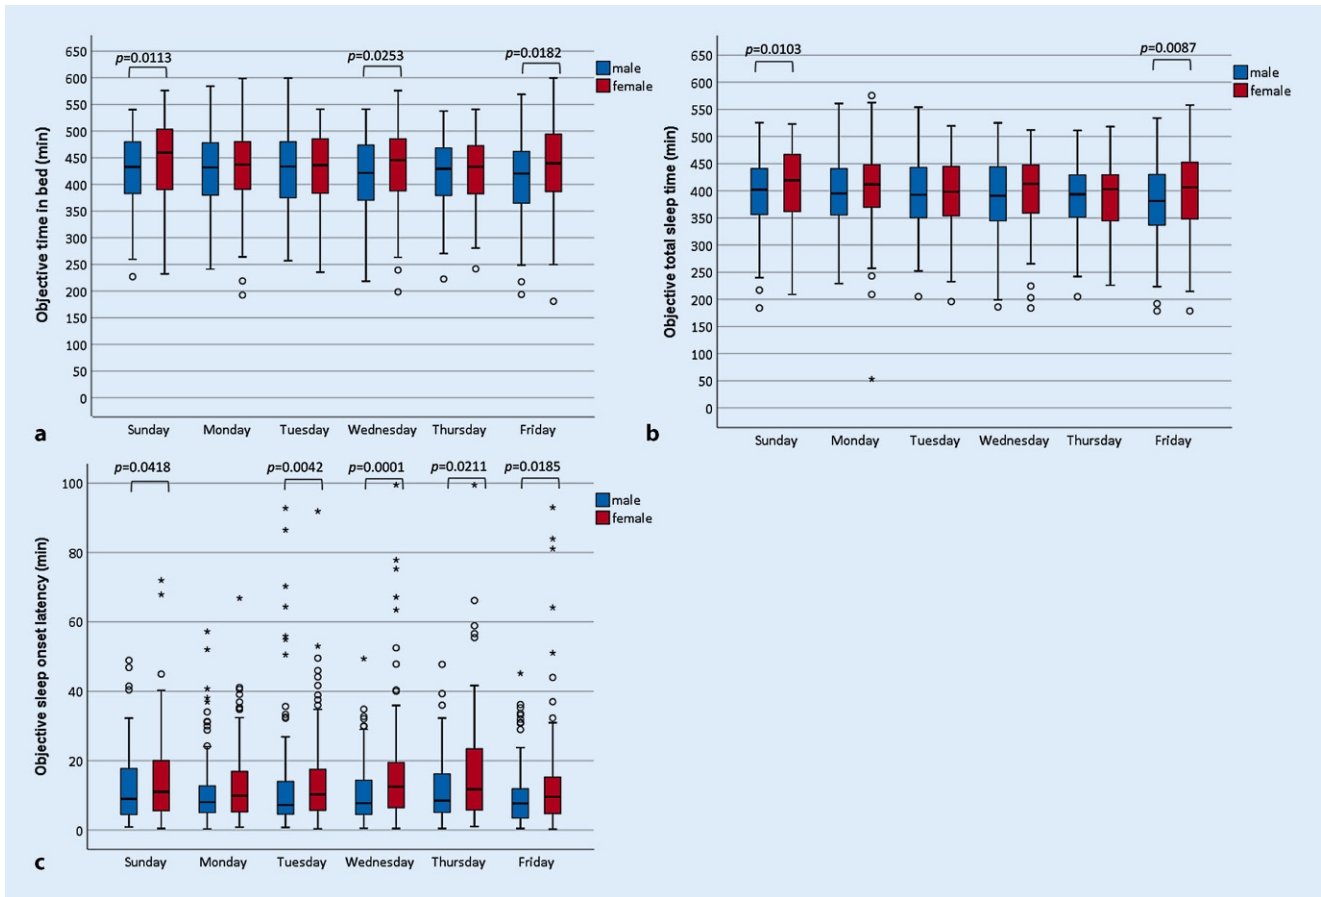 p=0.0113
p=0.0253
p=0.0182
650
600
550
500
450
400
350
300
250
200
150
100
50
0
Objective time in bed (min)
male
female
Sunday Monday Tuesday Wednesday Thursday Friday
a
p=0.0103
p=0.0087
650
600
550
500
450
400
350
300
250
200
150
100
50
0
Objective total sleep time (min)
male
female
Sunday Monday Tuesday Wednesday Thursday Friday
b
p=0.0418
p=0.0042
p=0.0001
p=0.0211
p=0.0185
100
80
60
40
20
0
Objective sleep onset latency (min)
male
female
Sunday Monday Tuesday Wednesday Thursday Friday
c